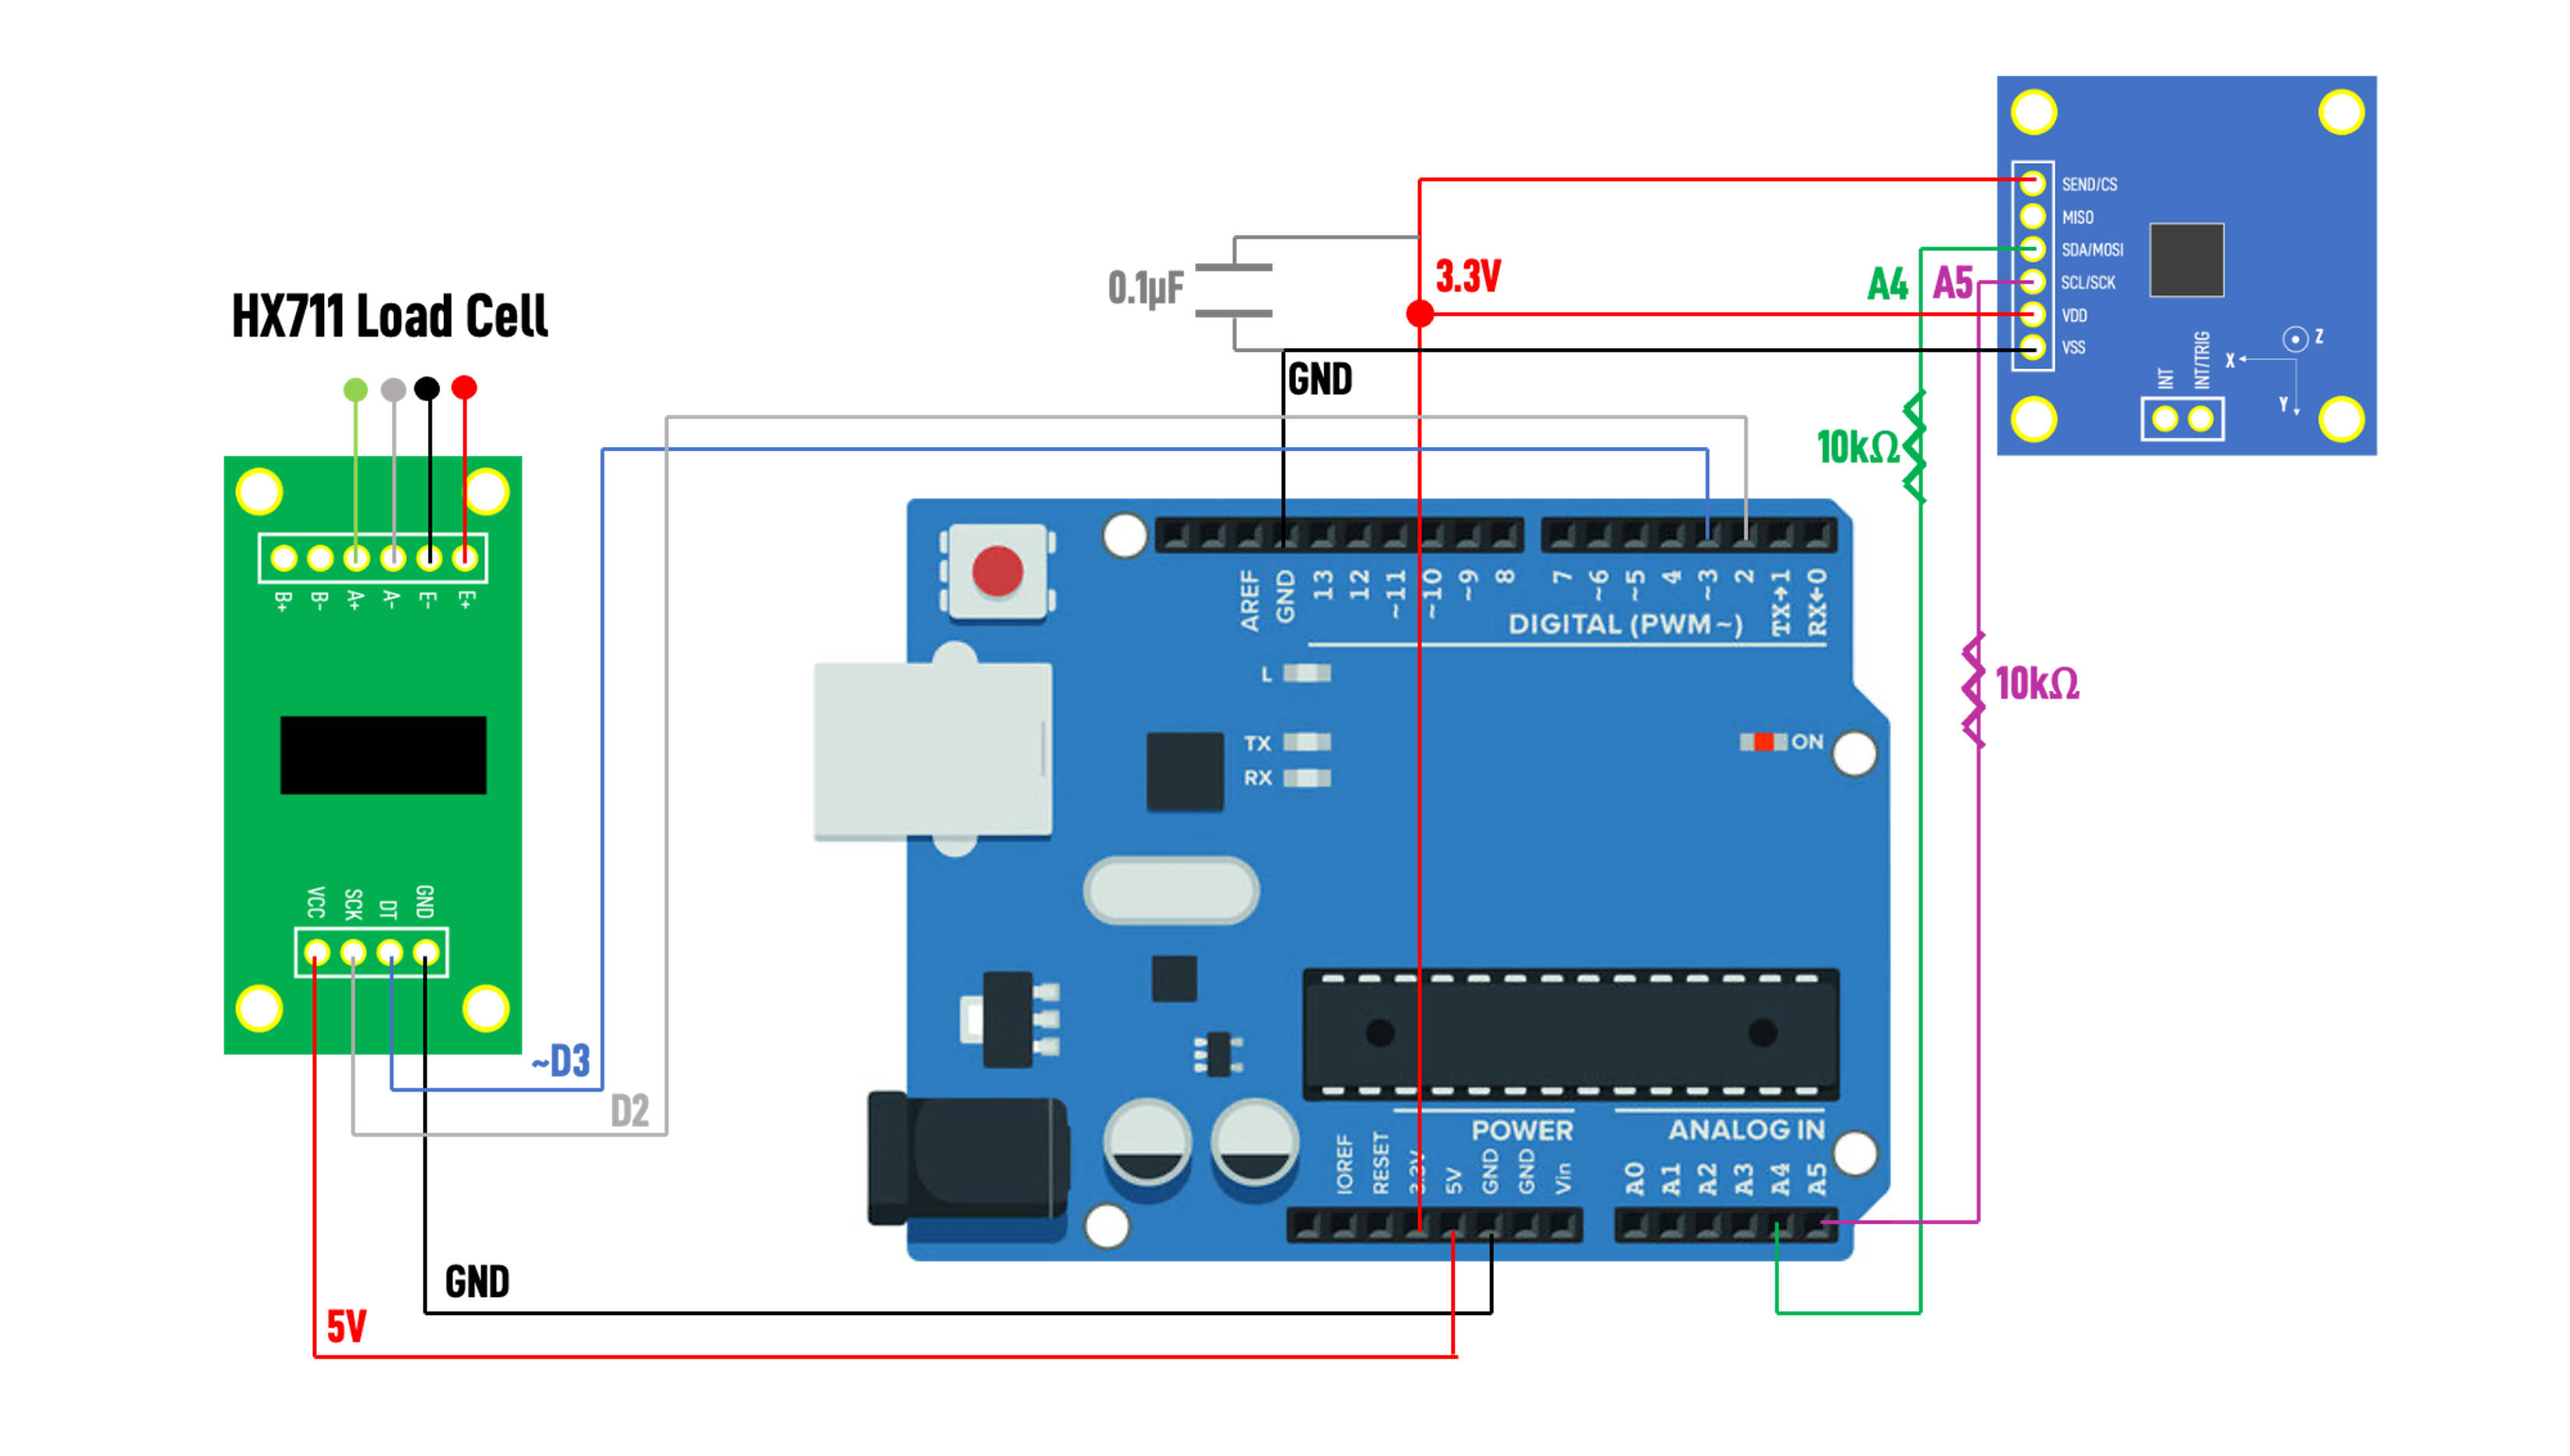 SEND/CS
MISO
SDA/MOSI
SCL/SCK
VDD
VSS
INT
INT/TRIG
X
Y
Z
A4
A5
3.3V
0.1µF
GND
10kΩ
10kΩ
HX711 Load Cell
B+
B-
A+
A-
E-
E+
VCC
SCK
DT
GND
~D3
D2
GND
5V
AREF
GND
13
12
~11
~10
~9
8
7
~6
~5
4
~3
2
TX→1
RX←0
DIGITAL (PWM~)
L
TX
RX
ON
POWER
ANALOG IN
IOREF
RESET
3.3V
5V
GND
GND
Vin
A0
A1
A2
A3
A4
A5